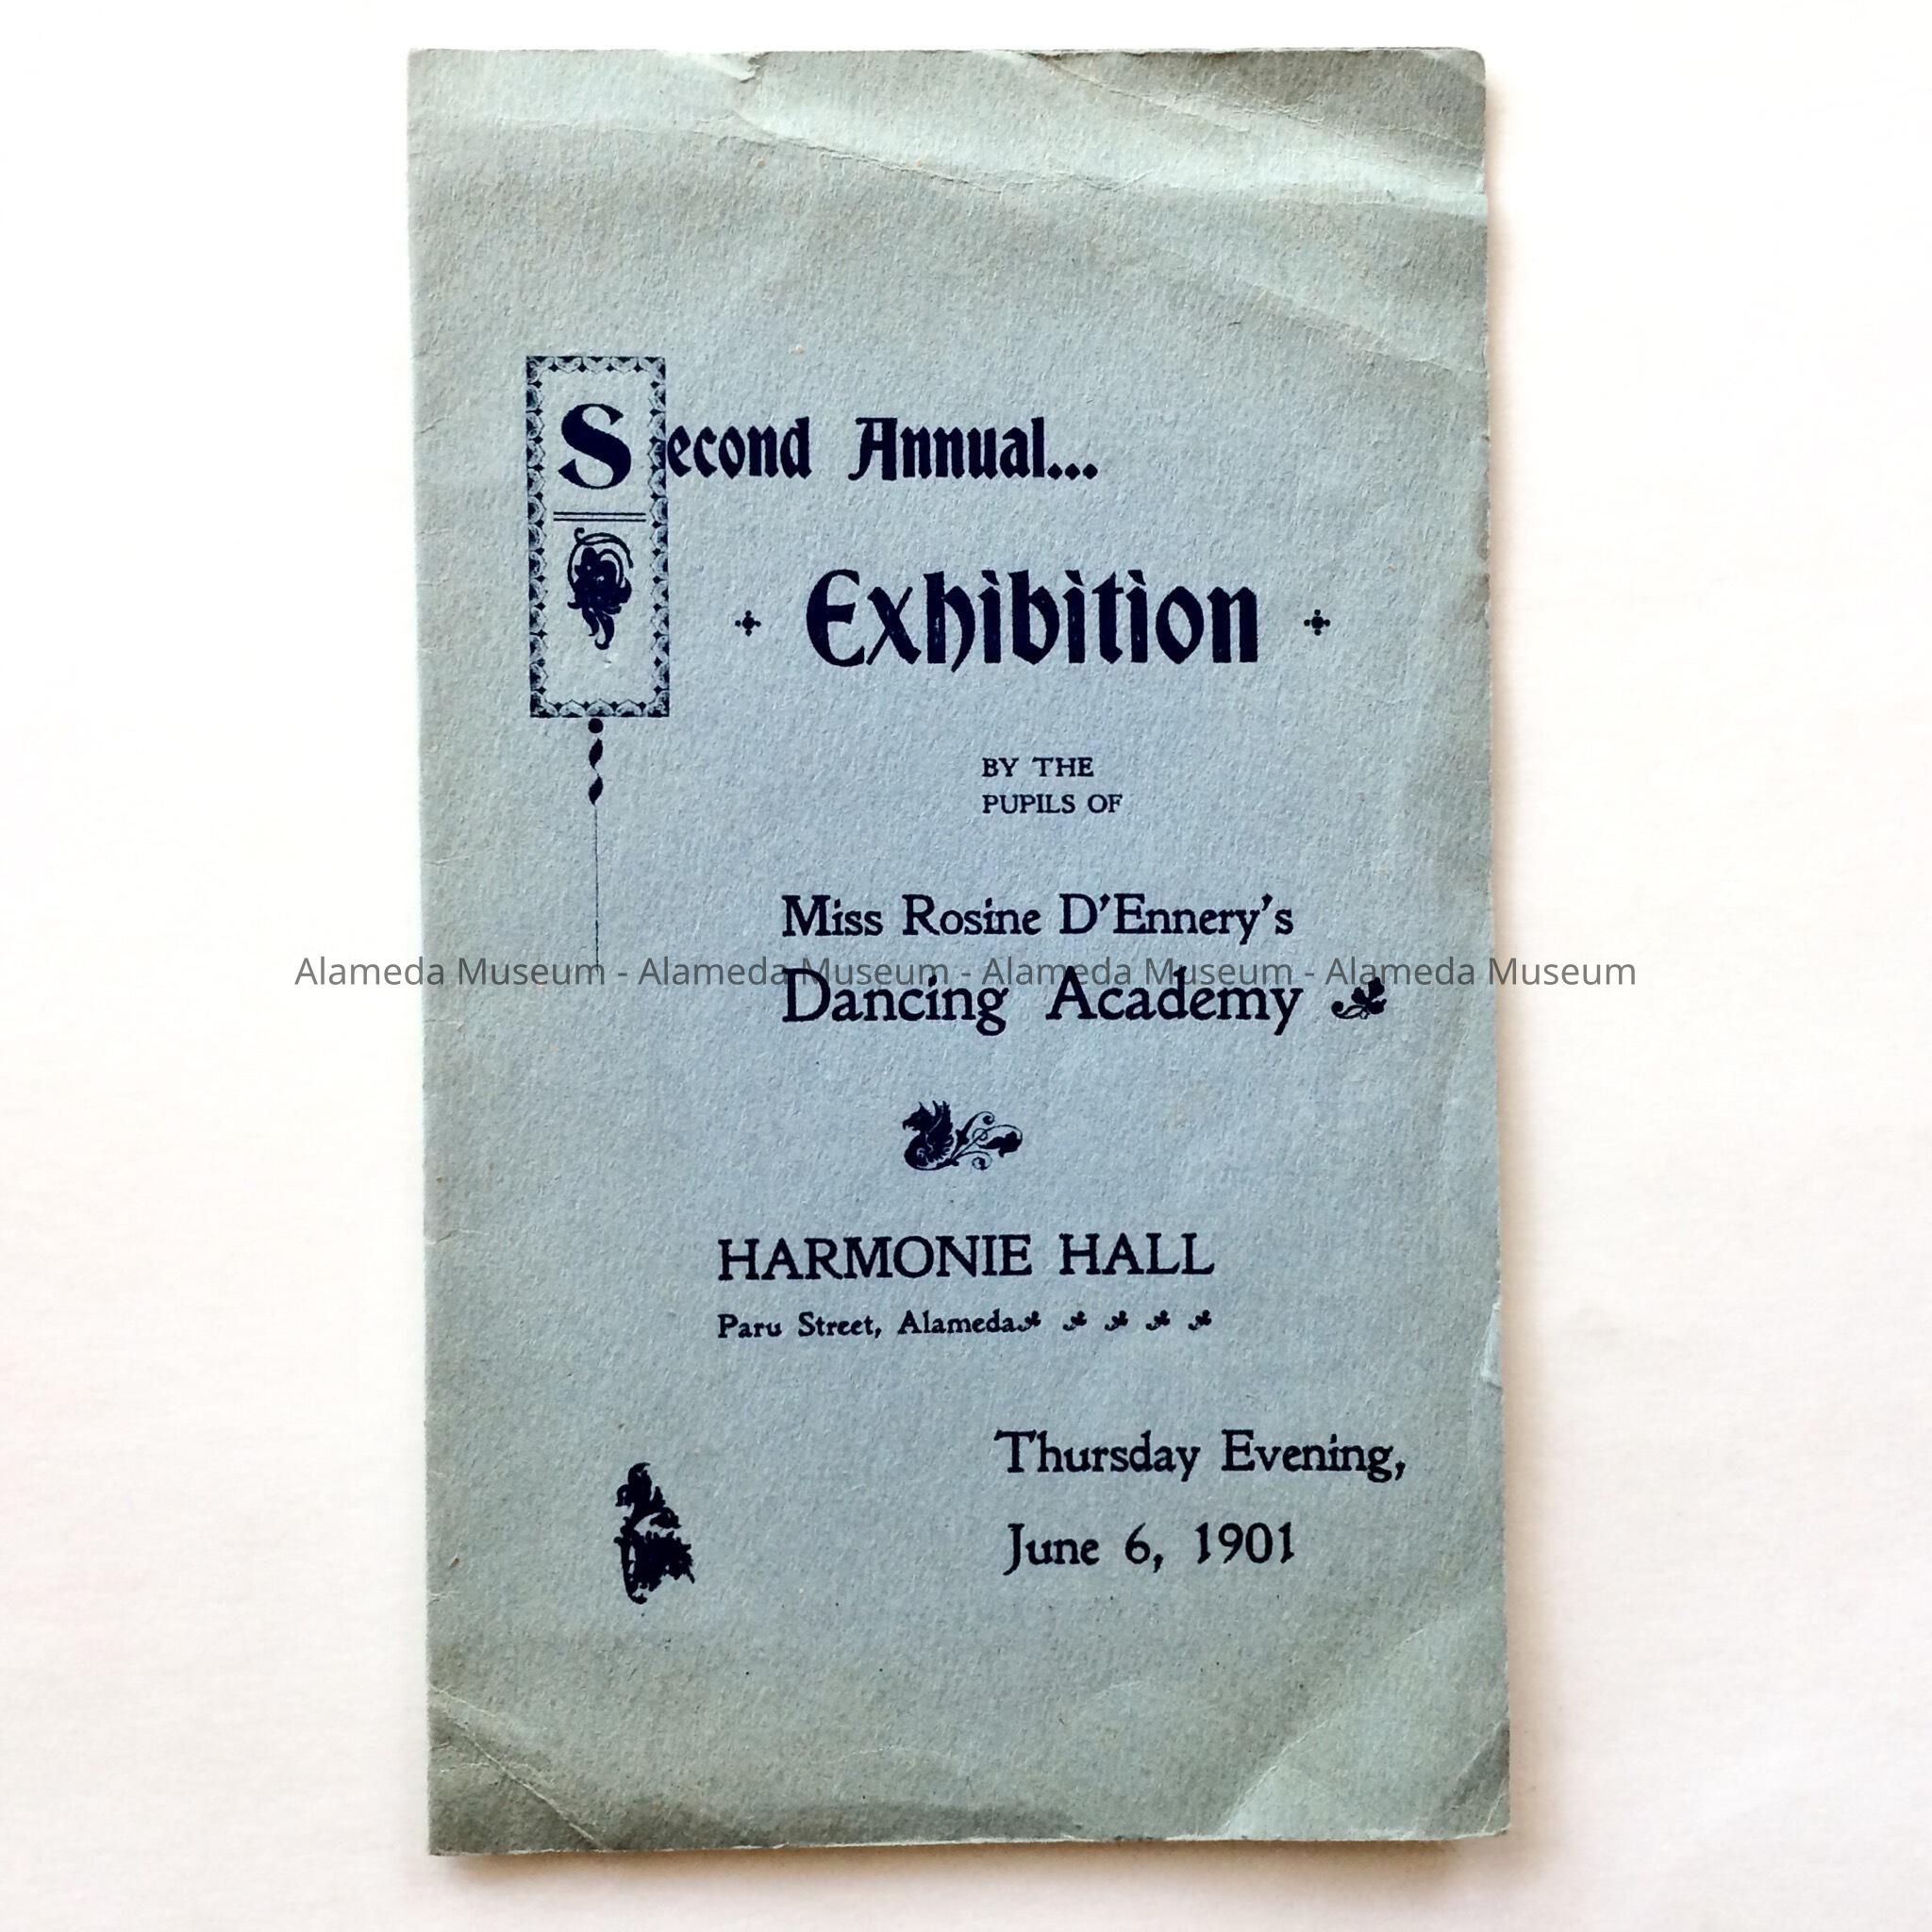 Second Annual...
Exhibition
BY THE
PUPILS OF
Miss Rosine D'Ennery's
Alameda Museum - Alameda Museum - Alameda Museum - Alameda Museum
Dancing Academy
HARMONIE HALL
Paru Street, Alameda
Thursday Evening,
June 6, 1901